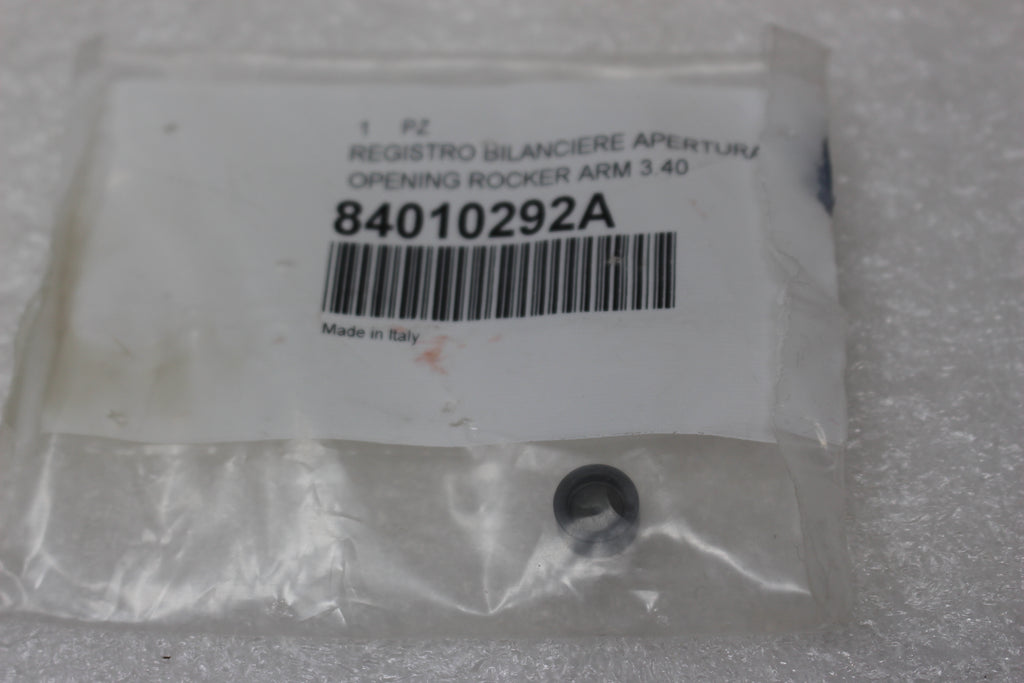 1 PZ
REGISTRO BILANCIERE APERTURA
OPENING ROCKER ARM 3.40
84010292A
Made in Italy